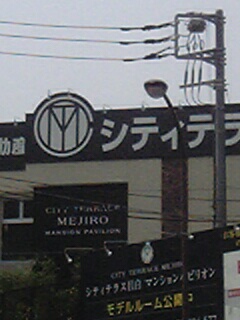 動産
シティテラ
CITY TERRACE
MEJIRO
MANSION PAVILION
CITY TERRACE MEJIRO
シティテラス目白 マンションパビリオン
モデルルーム公開